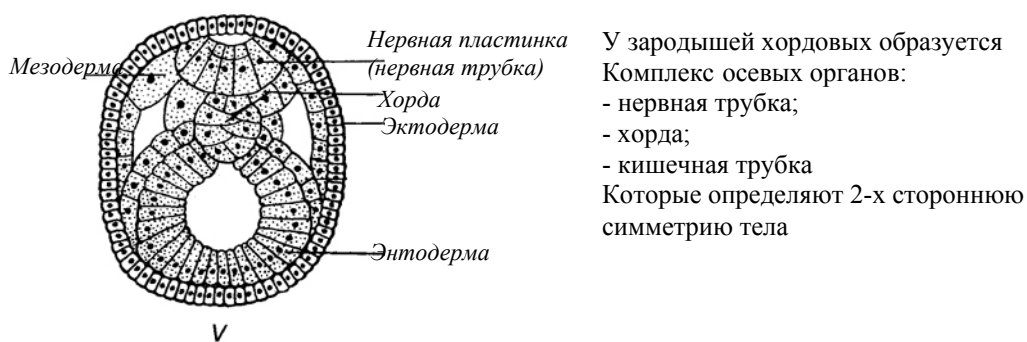 Мезодерма
Нервная пластинка
(нервная трубка)
Хорда
Эктодерма
Энтодерма
V
У зародышей хордовых образуется
Комплекс осевых органов:
- нервная трубка;
- хорда;
- кишечная трубка
Которые определяют 2-х стороннюю
симметрию тела